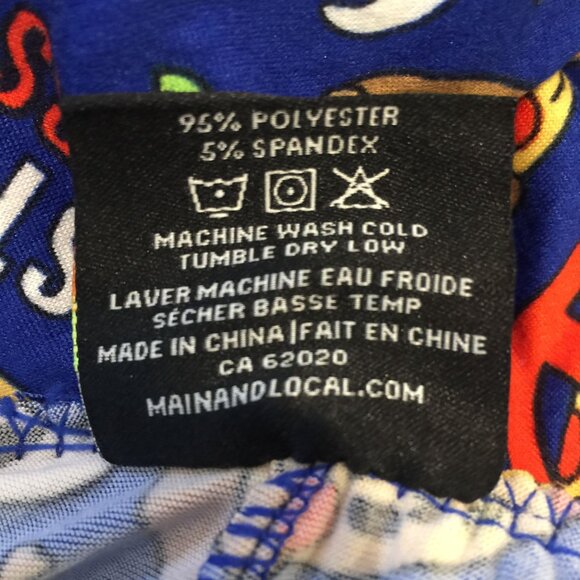 95% POLYESTER
5% SPANDEX
MACHINE WASH COLD
TUMBLE DRY LOW
LAVER MACHINE EAU FROIDE
SÉCHER BASSE TEMP
MADE IN CHINA|FAIT EN CHINE
CA 62020
MAINANDLOCAL.COM